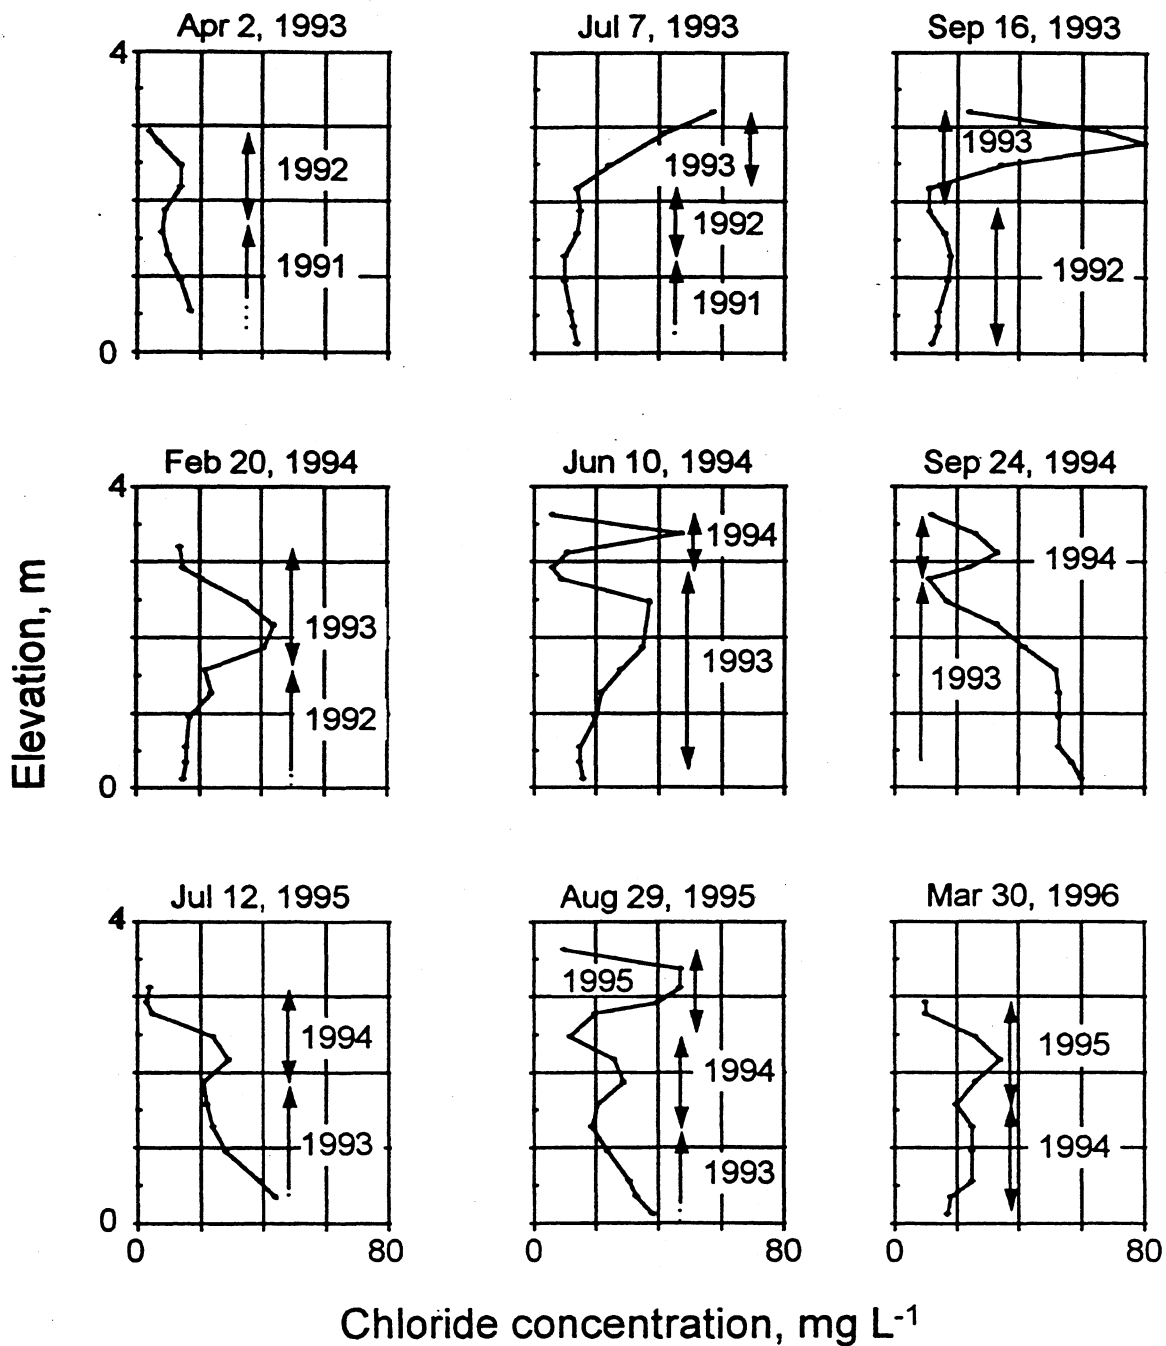 Apr 2, 1993
Jul 7, 1993
Sep 16, 1993
4
1992
1991
0
1993
1992
1991
1993
1992
Feb 20, 1994
Jun 10, 1994
Sep 24, 1994
4
1993
1992
0
1994
1993
1994
1993
Elevation, m
Jul 12, 1995
Aug 29, 1995
Mar 30, 1996
4
1994
1993
0
0 80
1995
1994
1993
0 80
1995
1994
0 80
Chloride concentration, mg L-1